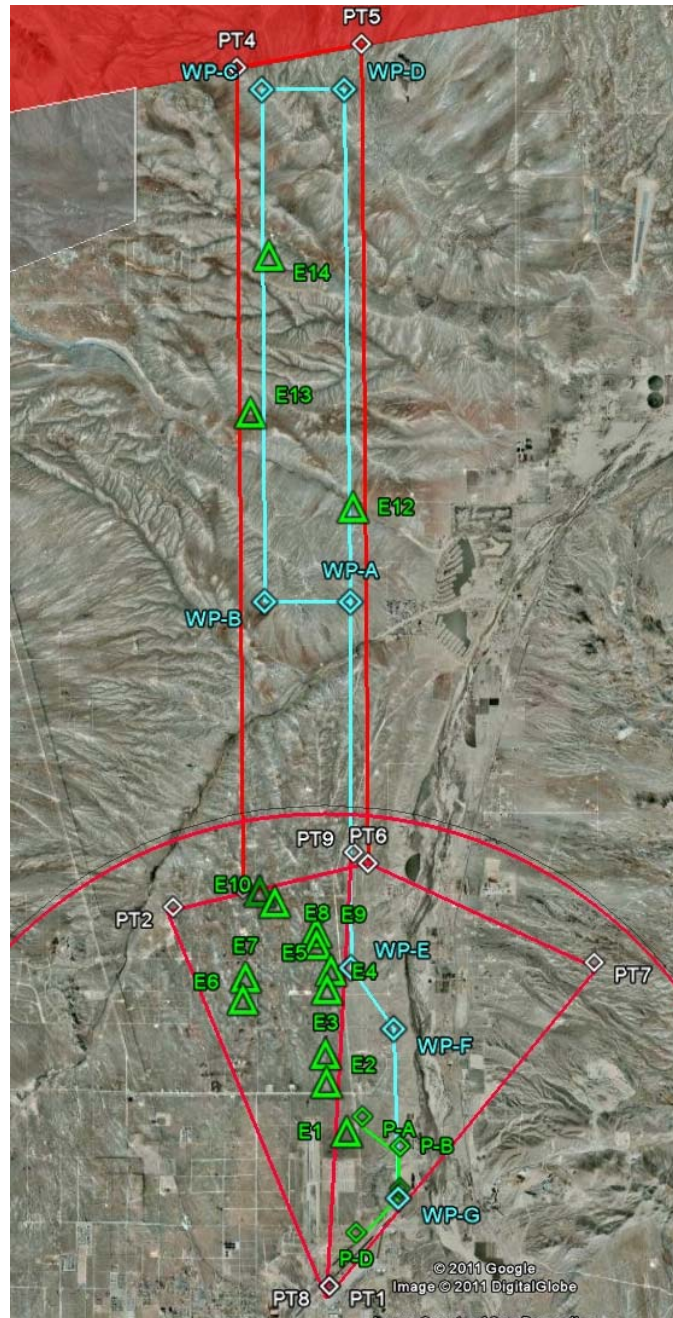 PT5
PT4
WP-C
WP-D
E14
E13
E12
WP-A
WP-B
PT9
PT6
E10
PT2
E8
E9
E7
E5
WP-E
E4
PT7
E6
E3
WP-F
E2
E1
P-A
P-B
WP-G
P-D
© 2011 Google
Image © 2011 DigitalGlobe
PT8
PT1